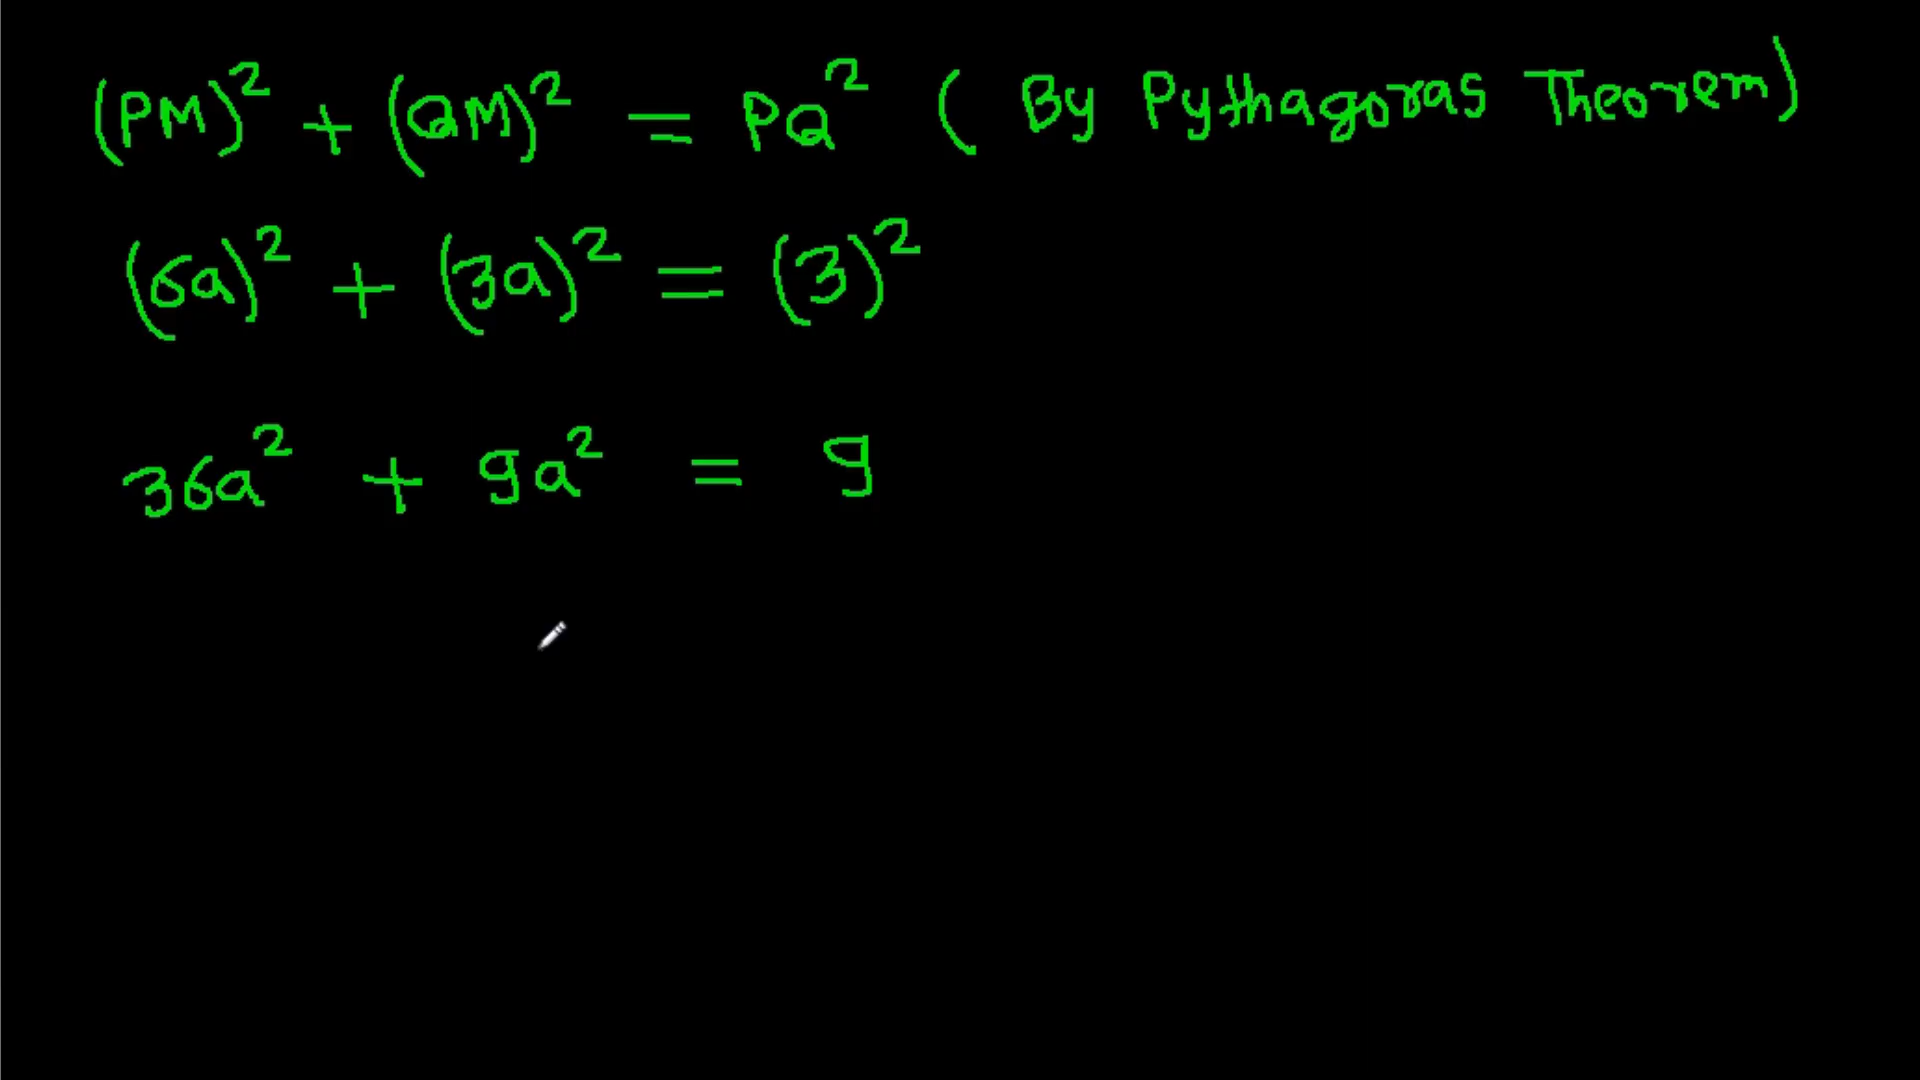 (PM)² + (QM)² = PQ² ( By Pythagoras Theorem)
(6a)² + (3a)² = (3)²
36a² + 9a² = 9